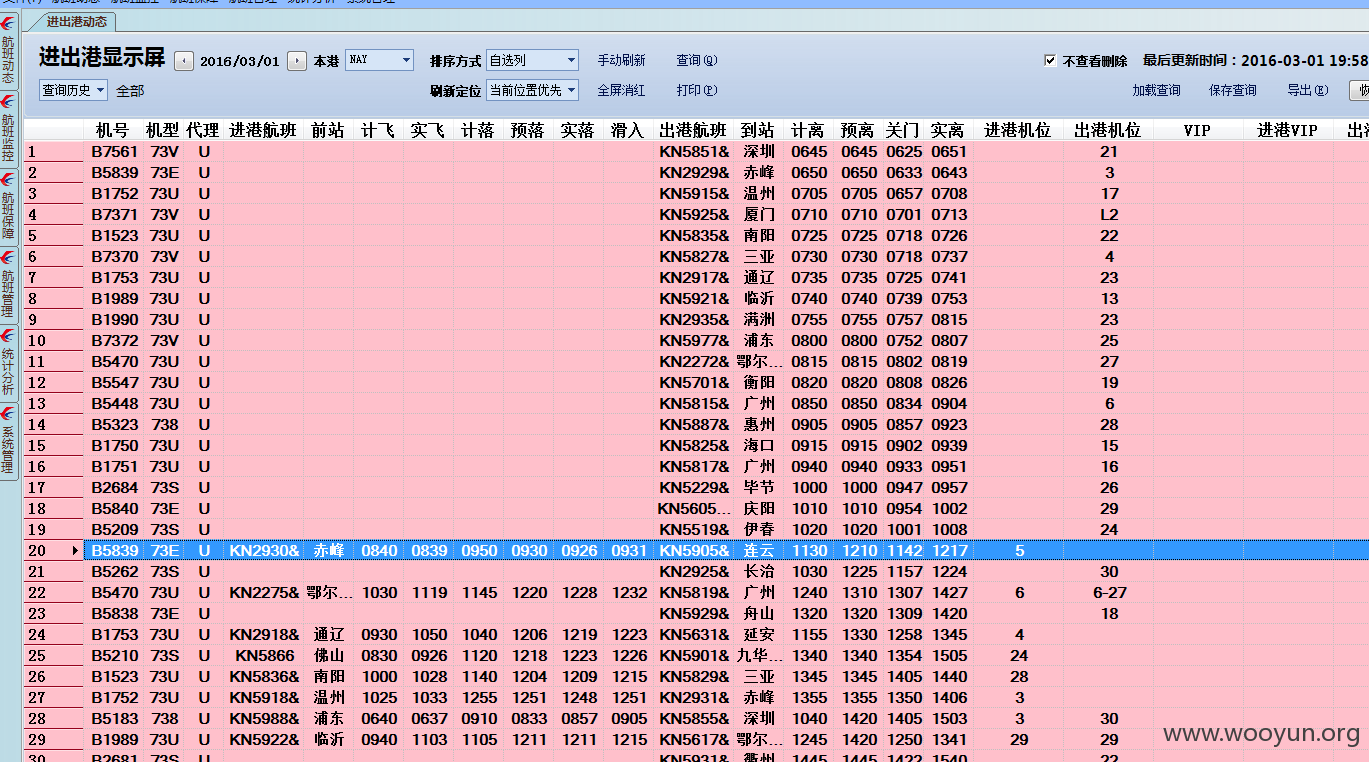 进出港动态
进出港显示屏 2016/03/01 本港 NAY 排序方式 自选列 手动刷新 查询(Q) 不查看删除 最后更新时间：2016-03-01 19:58
查询历史 全部 刷新定位 当前位置优先 全屏消红 打印(P) 加载查询 保存查询 导出(E)
航班动态
航班监控
航班保障
航班管理
统计分析
系统管理
机号 机型 代理 进港航班 前站 计飞 实飞 计落 预落 实落 滑入 出港航班 到站 计离 预离 关门 实离 进港机位 出港机位 VIP 进港VIP
1 B7561 73V U KN5851& 深圳 0645 0645 0625 0651 21
2 B5839 73E U KN2929& 赤峰 0650 0650 0633 0643 3
3 B1752 73U U KN5915& 温州 0705 0705 0657 0708 17
4 B7371 73V U KN5925& 厦门 0710 0710 0701 0713 L2
5 B1523 73U U KN5835& 南阳 0725 0725 0718 0726 22
6 B7370 73V U KN5827& 三亚 0730 0730 0718 0737 4
7 B1753 73U U KN2917& 通辽 0735 0735 0725 0741 23
8 B1989 73U U KN5921& 临沂 0740 0740 0739 0753 13
9 B1990 73U U KN2935& 满洲 0755 0755 0757 0815 23
10 B7372 73V U KN5977& 浦东 0800 0800 0752 0807 25
11 B5470 73U U KN2272& 鄂尔... 0815 0815 0802 0819 27
12 B5547 73U U KN5701& 衡阳 0820 0820 0808 0826 19
13 B5448 73U U KN5815& 广州 0850 0850 0834 0904 6
14 B5323 738 U KN5887& 惠州 0905 0905 0857 0923 28
15 B1750 73U U KN5825& 海口 0915 0915 0902 0939 15
16 B1751 73U U KN5817& 广州 0940 0940 0933 0951 16
17 B2684 73S U KN5229& 毕节 1000 1000 0947 0957 26
18 B5840 73E U KN5605... 庆阳 1010 1010 0954 1002 29
19 B5209 73S U KN5519& 伊春 1020 1020 1001 1008 24
20 B5839 73E U KN2930& 赤峰 0840 0839 0950 0930 0926 0931 KN5905& 连云 1130 1210 1142 1217 5
21 B5262 73S U KN2925& 长治 1030 1225 1157 1224 30
22 B5470 73U U KN2275& 鄂尔... 1030 1119 1145 1220 1228 1232 KN5819& 广州 1240 1310 1307 1427 6 6-27
23 B5838 73E U KN5929& 舟山 1320 1320 1309 1420 18
24 B1753 73U U KN2918& 通辽 0930 1050 1040 1206 1219 1223 KN5631& 延安 1155 1330 1258 1345 4
25 B5210 73S U KN5866 佛山 0830 0926 1120 1218 1223 1226 KN5901& 九华... 1340 1340 1354 1505 24
26 B1523 73U U KN5836& 南阳 1000 1028 1140 1204 1209 1215 KN5829& 三亚 1345 1345 1405 1440 28
27 B1752 73U U KN5918& 温州 1025 1033 1255 1251 1248 1251 KN2931& 赤峰 1355 1355 1350 1406 3
28 B5183 738 U KN5988& 浦东 0640 0637 0910 0833 0857 0905 KN5855& 深圳 1040 1420 1405 1503 3 30
29 B1989 73U U KN5922& 临沂 0940 1103 1105 1211 1211 1215 KN5617& 鄂尔... 1245 1420 1250 1341 29 29
30 B2681 73S U KN5931& 衢州 1445 1445 1422 1540 22
www.wooyun.org